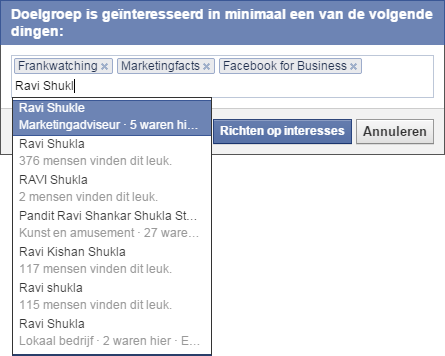 Doelgroep is geïnteresseerd in minimaal een van de volgende
dingen:
Frankwatching × Marketingfacts × Facebook for Business ×
Ravi Shukl
Ravi Shukle
Marketingadviseur · 5 waren hi...
Ravi Shukla
376 mensen vinden dit leuk.
RAVI Shukla
2 mensen vinden dit leuk.
Pandit Ravi Shankar Shukla St...
Kunst en amusement · 27 ware...
Ravi Kishan Shukla
117 mensen vinden dit leuk.
Ravi shukla
115 mensen vinden dit leuk.
Ravi Shukla
Lokaal bedrijf · 2 waren hier · E...
Richten op interesses
Annuleren